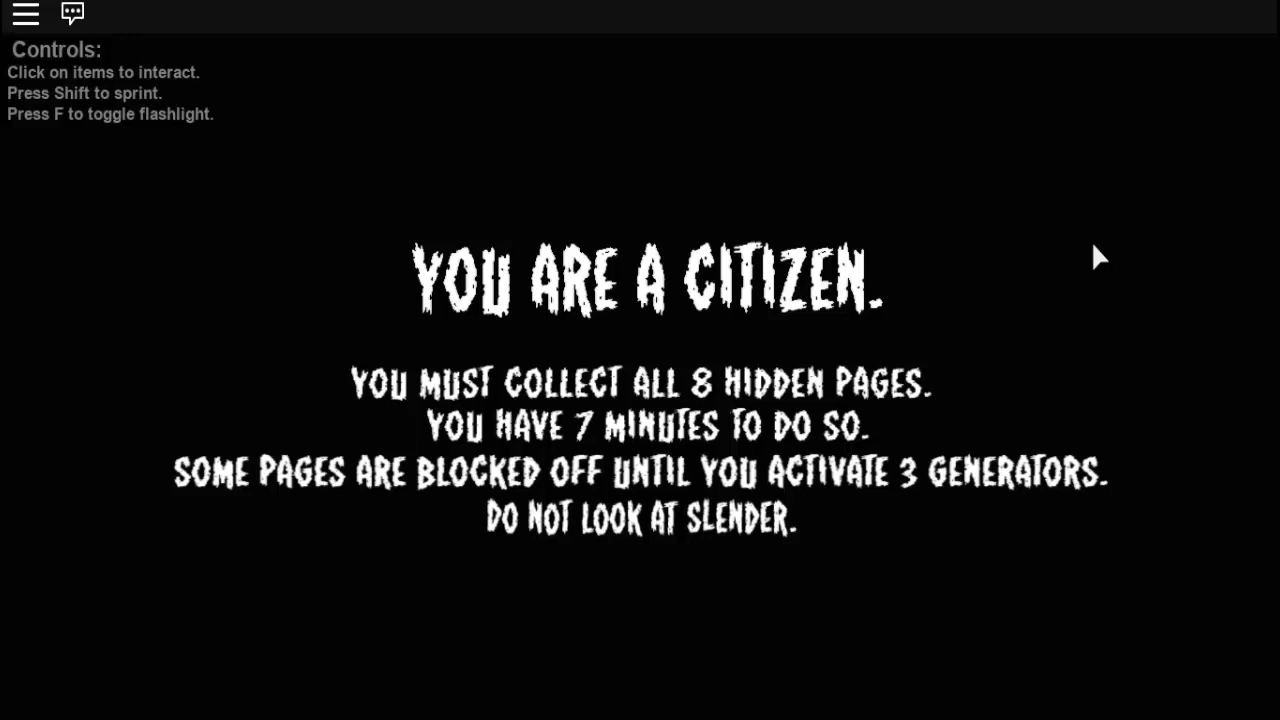 Controls:
Click on items to interact.
Press Shift to sprint.
Press F to toggle flashlight.
YOU ARE A CITIZEN.
YOU MUST COLLECT ALL 8 HIDDEN PAGES.
YOU HAVE 7 MINUTES TO DO SO.
SOME PAGES ARE BLOCKED OFF UNTIL YOU ACTIVATE 3 GENERATORS.
DO NOT LOOK AT SLENDER.